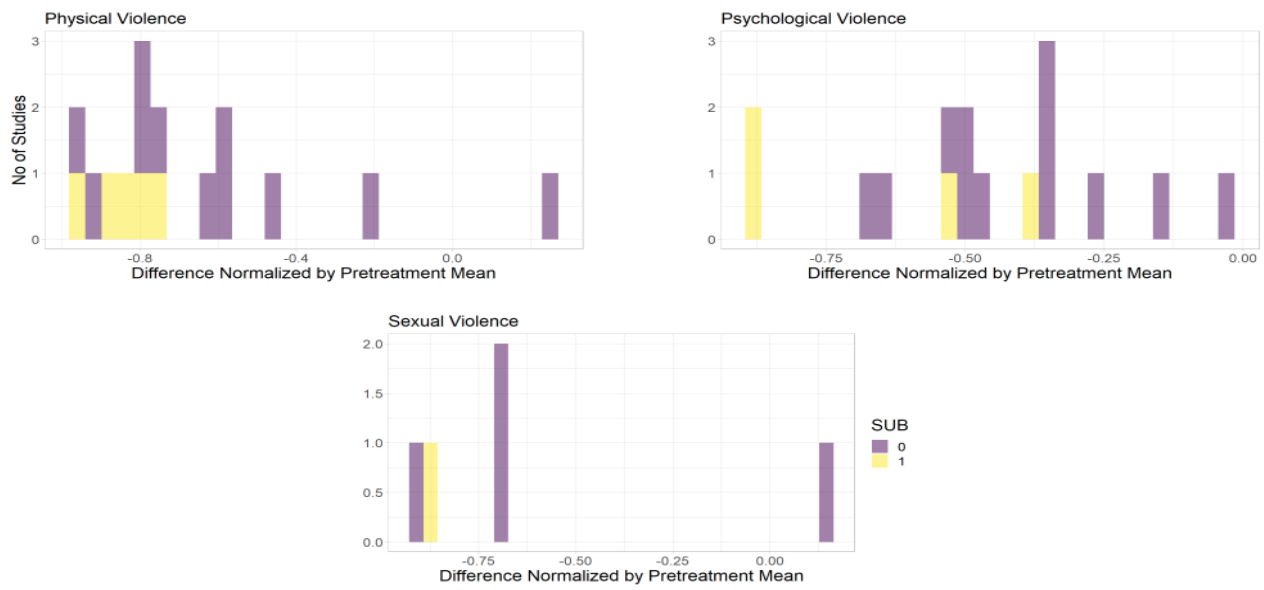 Physical Violence
No of Studies
3
2
1
0
-0.8 -0.4 0.0
Difference Normalized by Pretreatment Mean
Psychological Violence
3
2
1
0
-0.75 -0.50 -0.25 0.00
Difference Normalized by Pretreatment Mean
Sexual Violence
2.0
1.5
1.0
0.5
0.0
-0.75 -0.50 -0.25 0.00
Difference Normalized by Pretreatment Mean
SUB
0
1